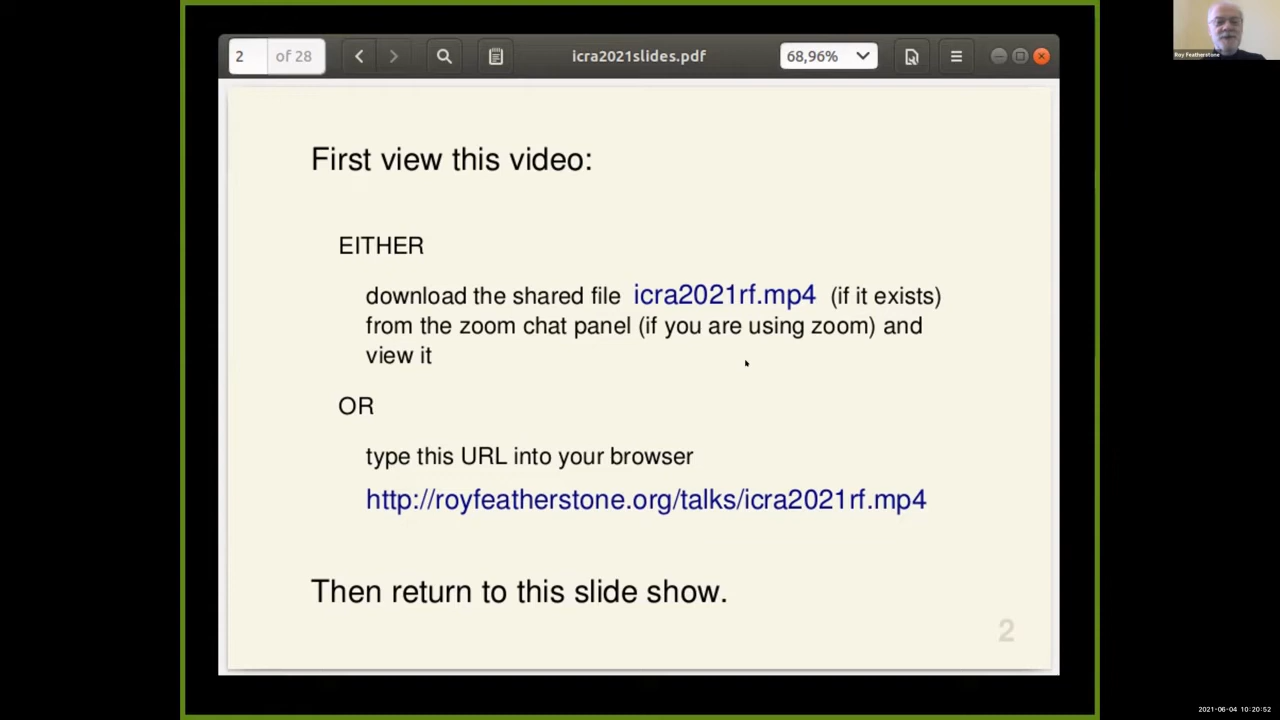 2 of 28
icra2021slides.pdf
68,96%
Roy Featherstone
First view this video:
EITHER
download the shared file icra2021rf.mp4 (if it exists)
from the zoom chat panel (if you are using zoom) and
view it
OR
type this URL into your browser
http://royfeatherstone.org/talks/icra2021rf.mp4
Then return to this slide show.
2
2021-06-04 10:20:52